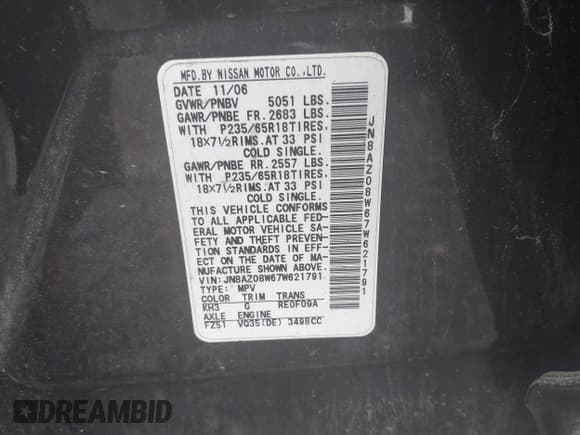 MFD.BY NISSAN MOTOR CO.,LTD.
DATE 11/06
GVWR/PNBV 5051 LBS.
GAWR/PNBE FR.2683 LBS.
WITH P235/65R18TIRES.
18X7½RIMS.AT 33 PSI
COLD SINGLE.
GAWR/PNBE RR.2557 LBS.
WITH P235/65R18TIRES.
18X7½RIMS.AT 33 PSI
COLD SINGLE.
THIS VEHICLE CONFORMS
TO ALL APPLICABLE FED-
ERAL MOTOR VEHICLE SA-
FETY AND THEFT PREVEN-
TION STANDARDS IN EFF-
ECT ON THE DATE OF MA-
NUFACTURE SHOWN ABOVE.
VIN: JN8AZ08W67W621791
TYPE: MPV
COLOR TRIM TRANS
KH3 G RE0F09A
AXLE ENGINE
FZ51 VQ35(DE) 3498CC
JN8AZ08W67W621791
DREAMBID